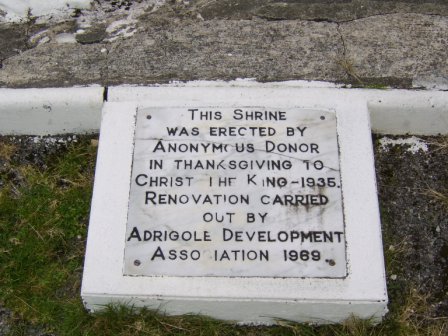 THIS SHRINE
WAS ERECTED BY
ANONYMOUS DONOR
IN THANKSGIVING TO
CHRIST THE KING-1935.
RENOVATION CARRIED
OUT BY
ADRIGOLE DEVELOPMENT
ASSOCIATION 1969.